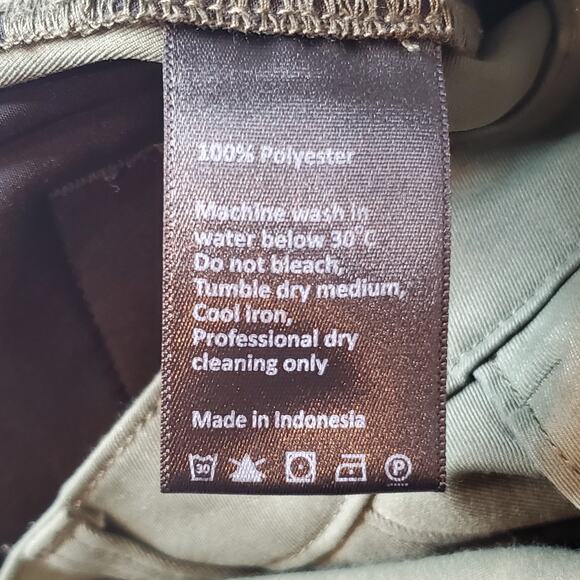 100% Polyester
Machine wash in
water below 30°C
Do not bleach,
Tumble dry medium,
Cool iron,
Professional dry
cleaning only
Made in Indonesia
30
P